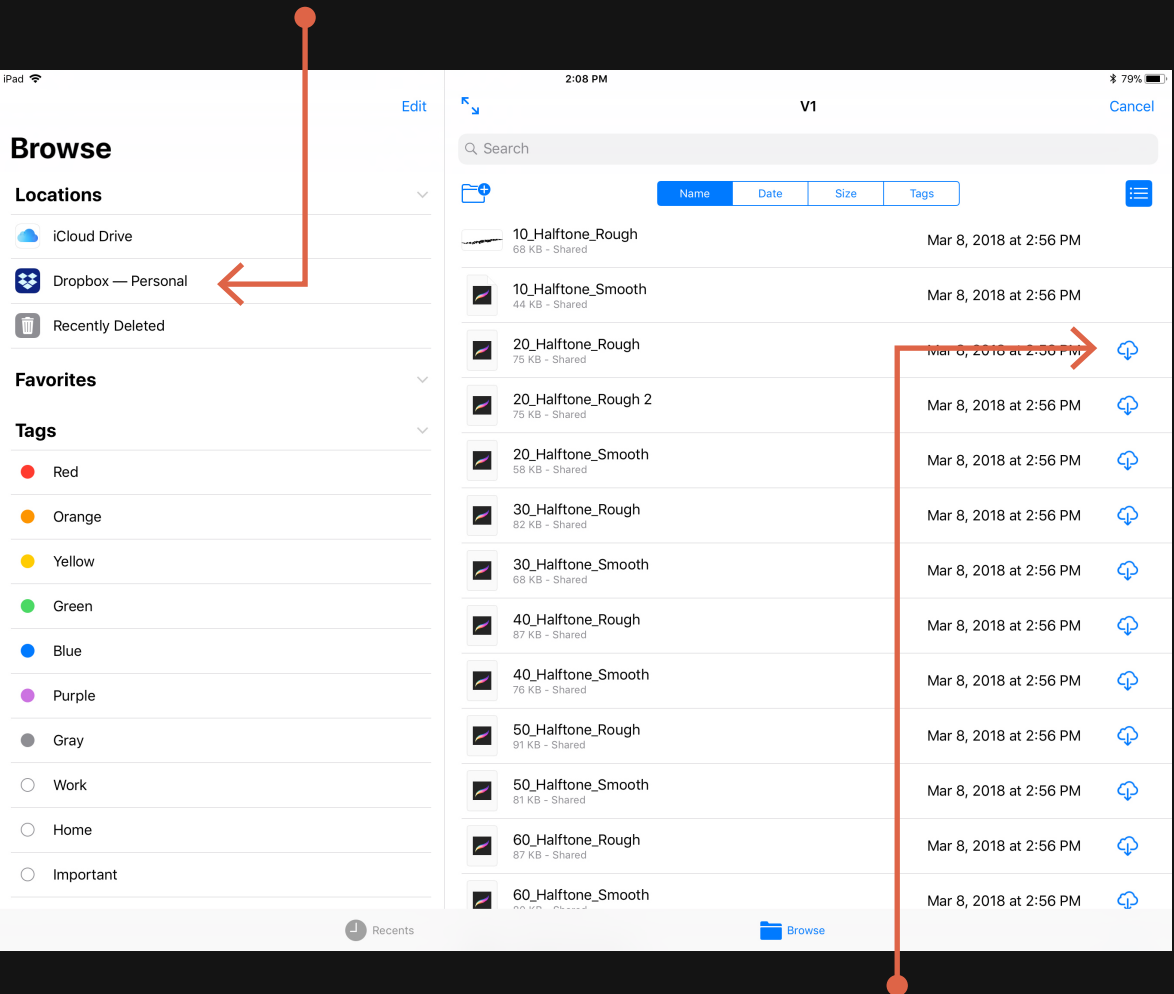 iPad
2:08 PM
79%
Edit
V1
Cancel
Browse
Search
Locations
Name
Date
Size
Tags
iCloud Drive
Dropbox — Personal
Recently Deleted
Favorites
Tags
Red
Orange
Yellow
Green
Blue
Purple
Gray
Work
Home
Important
10_Halftone_Rough
68 KB - Shared
Mar 8, 2018 at 2:56 PM
10_Halftone_Smooth
44 KB - Shared
Mar 8, 2018 at 2:56 PM
20_Halftone_Rough
75 KB - Shared
Mar 8, 2018 at 2:56 PM
20_Halftone_Rough 2
75 KB - Shared
Mar 8, 2018 at 2:56 PM
20_Halftone_Smooth
58 KB - Shared
Mar 8, 2018 at 2:56 PM
30_Halftone_Rough
82 KB - Shared
Mar 8, 2018 at 2:56 PM
30_Halftone_Smooth
68 KB - Shared
Mar 8, 2018 at 2:56 PM
40_Halftone_Rough
87 KB - Shared
Mar 8, 2018 at 2:56 PM
40_Halftone_Smooth
76 KB - Shared
Mar 8, 2018 at 2:56 PM
50_Halftone_Rough
91 KB - Shared
Mar 8, 2018 at 2:56 PM
50_Halftone_Smooth
81 KB - Shared
Mar 8, 2018 at 2:56 PM
60_Halftone_Rough
87 KB - Shared
Mar 8, 2018 at 2:56 PM
60_Halftone_Smooth
Mar 8, 2018 at 2:56 PM
Recents
Browse